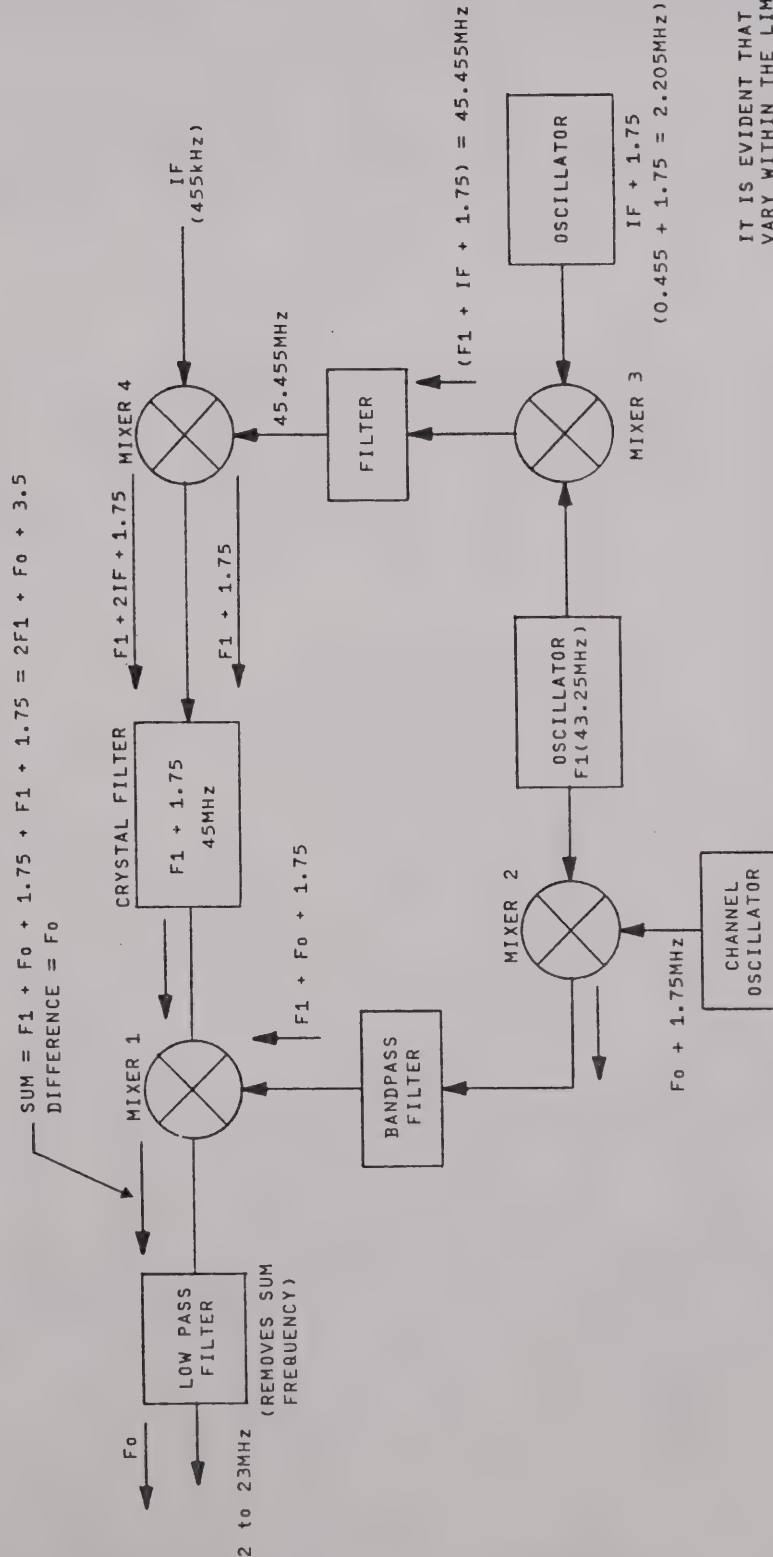 SUM = F1 + Fo + 1.75 + F1 + 1.75 = 2F1 + Fo + 3.5
DIFFERENCE = Fo
Fo
LOW PASS
FILTER
(REMOVES SUM
FREQUENCY)
2 to 23MHz
MIXER 1
F1 + Fo + 1.75
BANDPASS
FILTER
CRYSTAL FILTER
F1 + 1.75
45MHz
F1 + 2IF + 1.75
F1 + 1.75
MIXER 4
IF
(455kHz)
45.455MHz
FILTER
(F1 + IF + 1.75) = 45.455MHz
MIXER 2
Fo + 1.75MHz
CHANNEL
OSCILLATOR
OSCILLATOR
F1(43.25MHz)
MIXER 3
OSCILLATOR
IF + 1.75
(0.455 + 1.75 = 2.205MHz)
IT IS EVIDENT THAT
VARY WITHIN THE